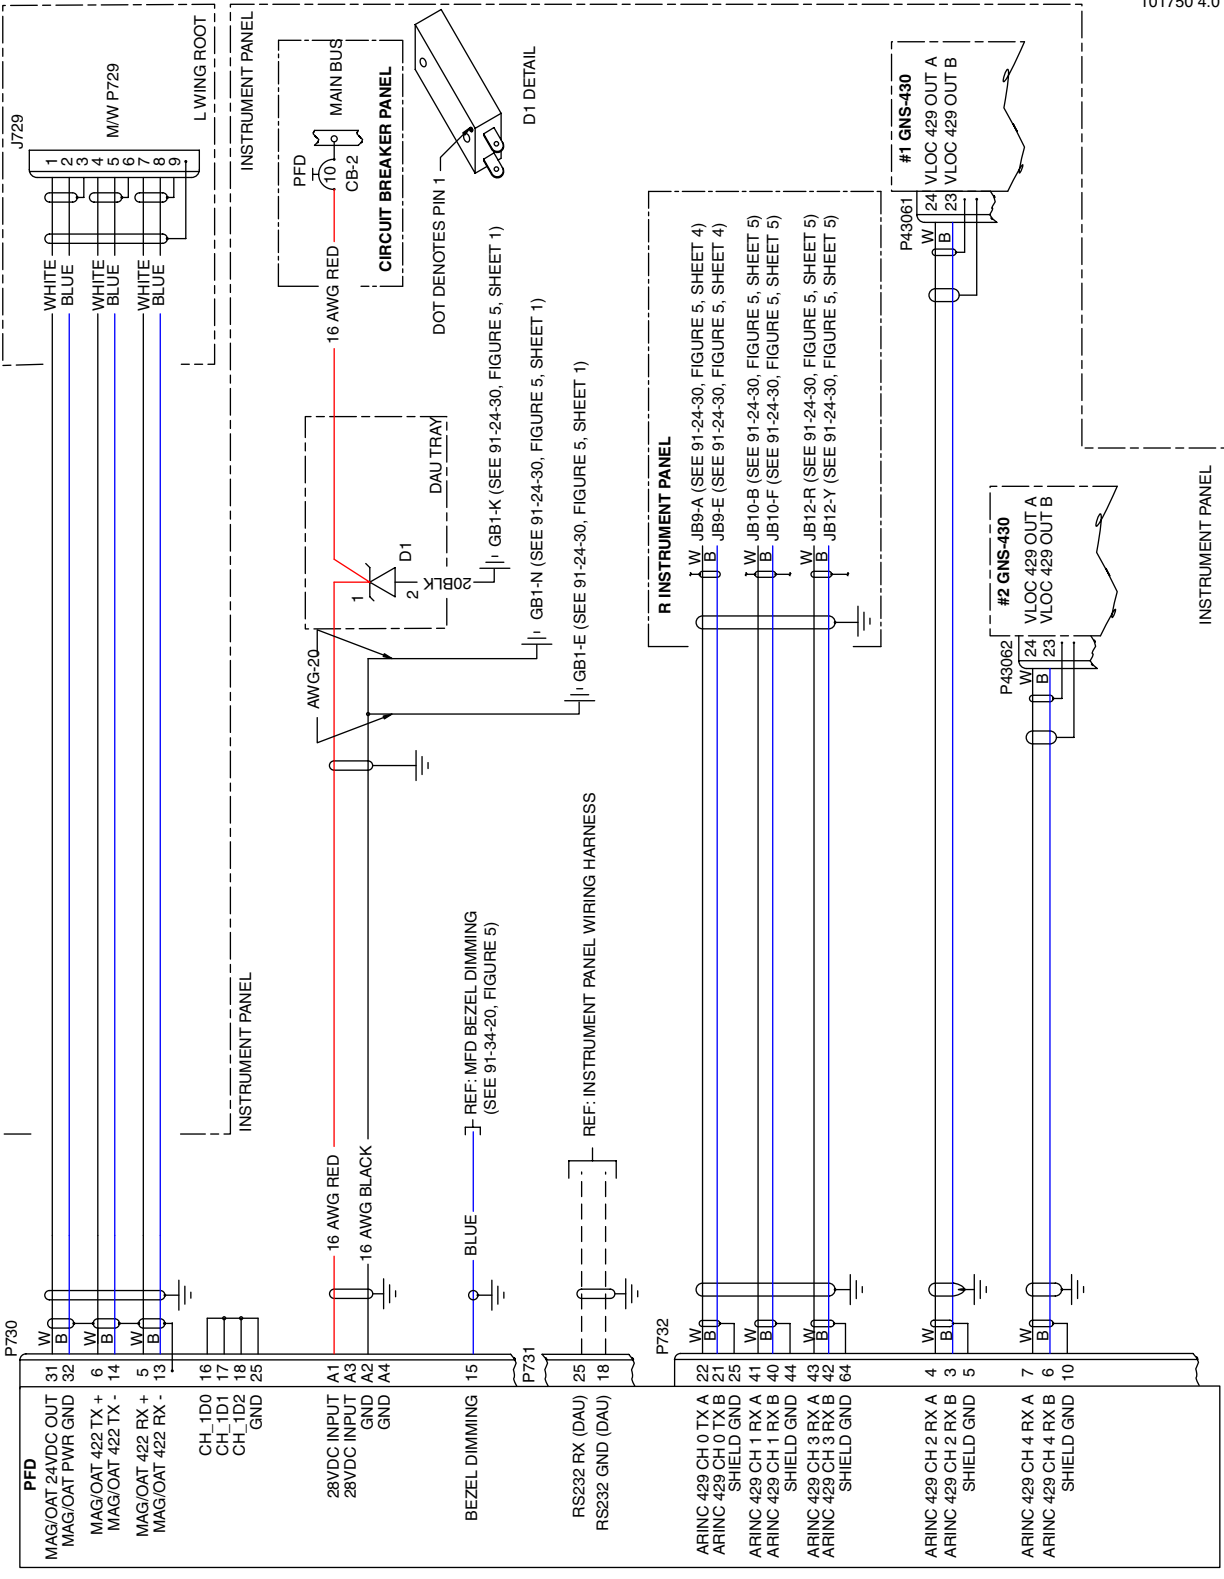 101750 4.0
J729
1
2
3
4
5
6
7
8
9
M/W P729
L WING ROOT
WHITE
BLUE
WHITE
BLUE
WHITE
BLUE
INSTRUMENT PANEL
PFD
10
CB-2
MAIN BUS
CIRCUIT BREAKER PANEL
16 AWG RED
DOT DENOTES PIN 1
D1 DETAIL
DAU TRAY
D1
1
2
20BLK
AWG-20
GB1-K (SEE 91-24-30, FIGURE 5, SHEET 1)
GB1-N (SEE 91-24-30, FIGURE 5, SHEET 1)
GB1-E (SEE 91-24-30, FIGURE 5, SHEET 1)
R INSTRUMENT PANEL
W JB9-A (SEE 91-24-30, FIGURE 5, SHEET 4)
B JB9-E (SEE 91-24-30, FIGURE 5, SHEET 4)
W JB10-B (SEE 91-24-30, FIGURE 5, SHEET 5)
B JB10-F (SEE 91-24-30, FIGURE 5, SHEET 5)
W JB12-R (SEE 91-24-30, FIGURE 5, SHEET 5)
B JB12-Y (SEE 91-24-30, FIGURE 5, SHEET 5)
#1 GNS-430
P43061
W 24 VLOC 429 OUT A
B 23 VLOC 429 OUT B
#2 GNS-430
P43062
W 24 VLOC 429 OUT A
B 23 VLOC 429 OUT B
INSTRUMENT PANEL
INSTRUMENT PANEL
16 AWG RED
16 AWG BLACK
BLUE
REF: MFD BEZEL DIMMING
(SEE 91-34-20, FIGURE 5)
REF: INSTRUMENT PANEL WIRING HARNESS
P730
PFD
MAG/OAT 24VDC OUT 31 W
MAG/OAT PWR GND 32 B
MAG/OAT 422 TX + 6 W
MAG/OAT 422 TX - 14 B
MAG/OAT 422 RX + 5 W
MAG/OAT 422 RX - 13 B
CH_1D0 16
CH_1D1 17
CH_1D2 18
GND 25
28VDC INPUT A1
28VDC INPUT A3
GND A2
GND A4
BEZEL DIMMING 15
P731
RS232 RX (DAU) 25
RS232 GND (DAU) 18
P732
ARINC 429 CH 0 TX A 22 W
ARINC 429 CH 0 TX B 21 B
SHIELD GND 25
ARINC 429 CH 1 RX A 41 W
ARINC 429 CH 1 RX B 40 B
SHIELD GND 44
ARINC 429 CH 3 RX A 43 W
ARINC 429 CH 3 RX B 42 B
SHIELD GND 64
ARINC 429 CH 2 RX A 4 W
ARINC 429 CH 2 RX B 3 B
SHIELD GND 5
ARINC 429 CH 4 RX A 7 W
ARINC 429 CH 4 RX B 6 B
SHIELD GND 10